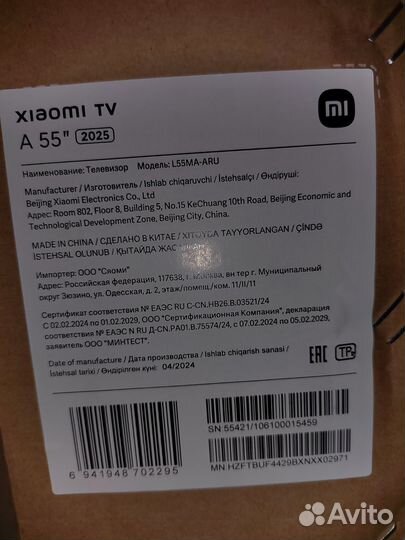 xiaomi TV
A 55" 2025
mi
Наименование: Телевизор Модель: L55MA-ARU
Manufacturer / Изготовитель / Ishlab chiqaruvchi / İstehsalçı / Өндіруші:
Beijing Xiaomi Electronics Co., Ltd
Адрес: Room 802, Floor 8, Building 5, No.15 KeChuang 10th Road, Beijing Economic and
Technological Development Zone, Beijing City, China.
MADE IN CHINA / СДЕЛАНО В КИТАЕ / XITOYDA TAYYORLANGAN / ÇİNDƏ
İSTEHSAL OLUNUB / ҚЫТАЙДА
Импортер: ООО "Сяоми"
Адрес: Российская федерация, 117638, г. Москва, вн тер г. Муниципальный
округ Зюзино, ул. Одесская, д. 2, этаж/помещ./ком. 11/II/11
Сертификат соответствия № ЕАЭС RU C-CN.HB26.B.03521/24
С 02.02.2024 по 01.02.2029, ООО "Сертификационная Компания", декларация
соответствия № ЕАЭС N RU Д-CN.РА01.В.75574/24, с 07.02.2024 по 05.02.2029,
заявитель ООО "МИНТЕСТ".
Date of manufacture / Дата производства / Ishlab chiqarish sanasi /
İstehsal tarixi / Өндірілген күні: 04/2024
EAC TP
SN 55421/106100015459
6 941948 702295
MN HZFTBUF4429BXNXX02971
Avito